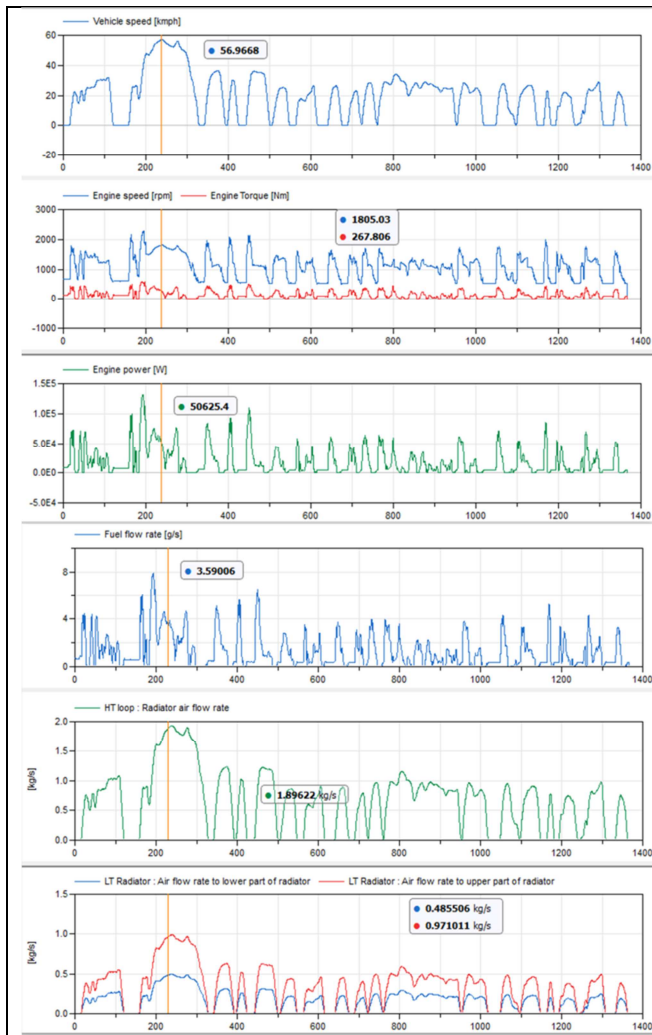 Vehicle speed [kmph]
60
40
20
0
-20
56.9668
0 200 400 600 800 1000 1200 1400
Engine speed [rpm] Engine Torque [Nm]
3000
2000
1000
0
-1000
1805.03
267.806
0 200 400 600 800 1000 1200 1400
Engine power [W]
1.5E5
1.0E5
5.0E4
0.0E0
-5.0E4
50625.4
0 200 400 600 800 1000 1200 1400
Fuel flow rate [g/s]
8
4
0
3.59006
0 200 400 600 800 1000 1200 1400
HT loop : Radiator air flow rate
2.0
1.5
1.0
0.5
0.0
[kg/s]
1.89622 kg/s
0 200 400 600 800 1000 1200 1400
LT Radiator : Air flow rate to lower part of radiator LT Radiator : Air flow rate to upper part of radiator
1.5
1.0
0.5
0.0
[kg/s]
0.485506 kg/s
0.971011 kg/s
0 200 400 600 800 1000 1200 1400